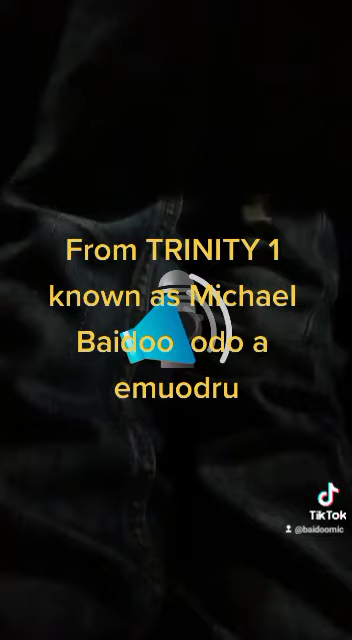 From TRINITY 1
known as Michael
Baidoo odo a
emuodru
TikTok
@baidoomic